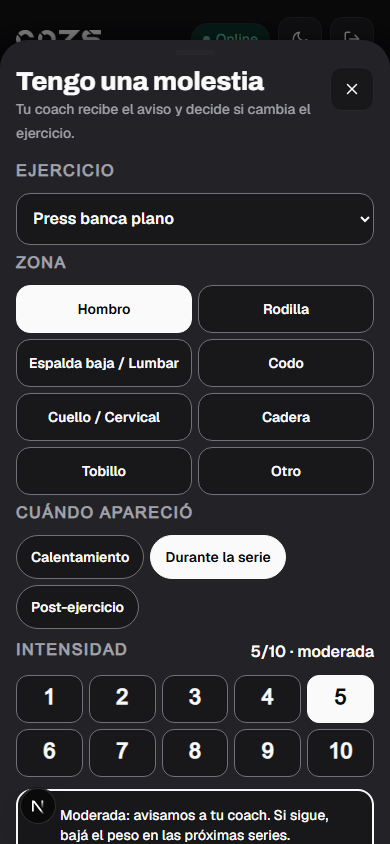 Online
Tengo una molestia
Tu coach recibe el aviso y decide si cambia el
ejercicio.
EJERCICIO
Press banca plano
ZONA
Hombro
Rodilla
Espalda baja / Lumbar
Codo
Cuello / Cervical
Cadera
Tobillo
Otro
CUÁNDO APARECIÓ
Calentamiento
Durante la serie
Post-ejercicio
INTENSIDAD
5/10 · moderada
1
2
3
4
5
6
7
8
9
10
N
Moderada: avisamos a tu coach. Si sigue,
bajá el peso en las próximas series.